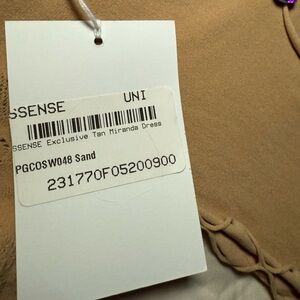 SSENSE UNI
SSENSE Exclusive Tan Miranda Dress
PGCOSW048 Sand
231770F05200900